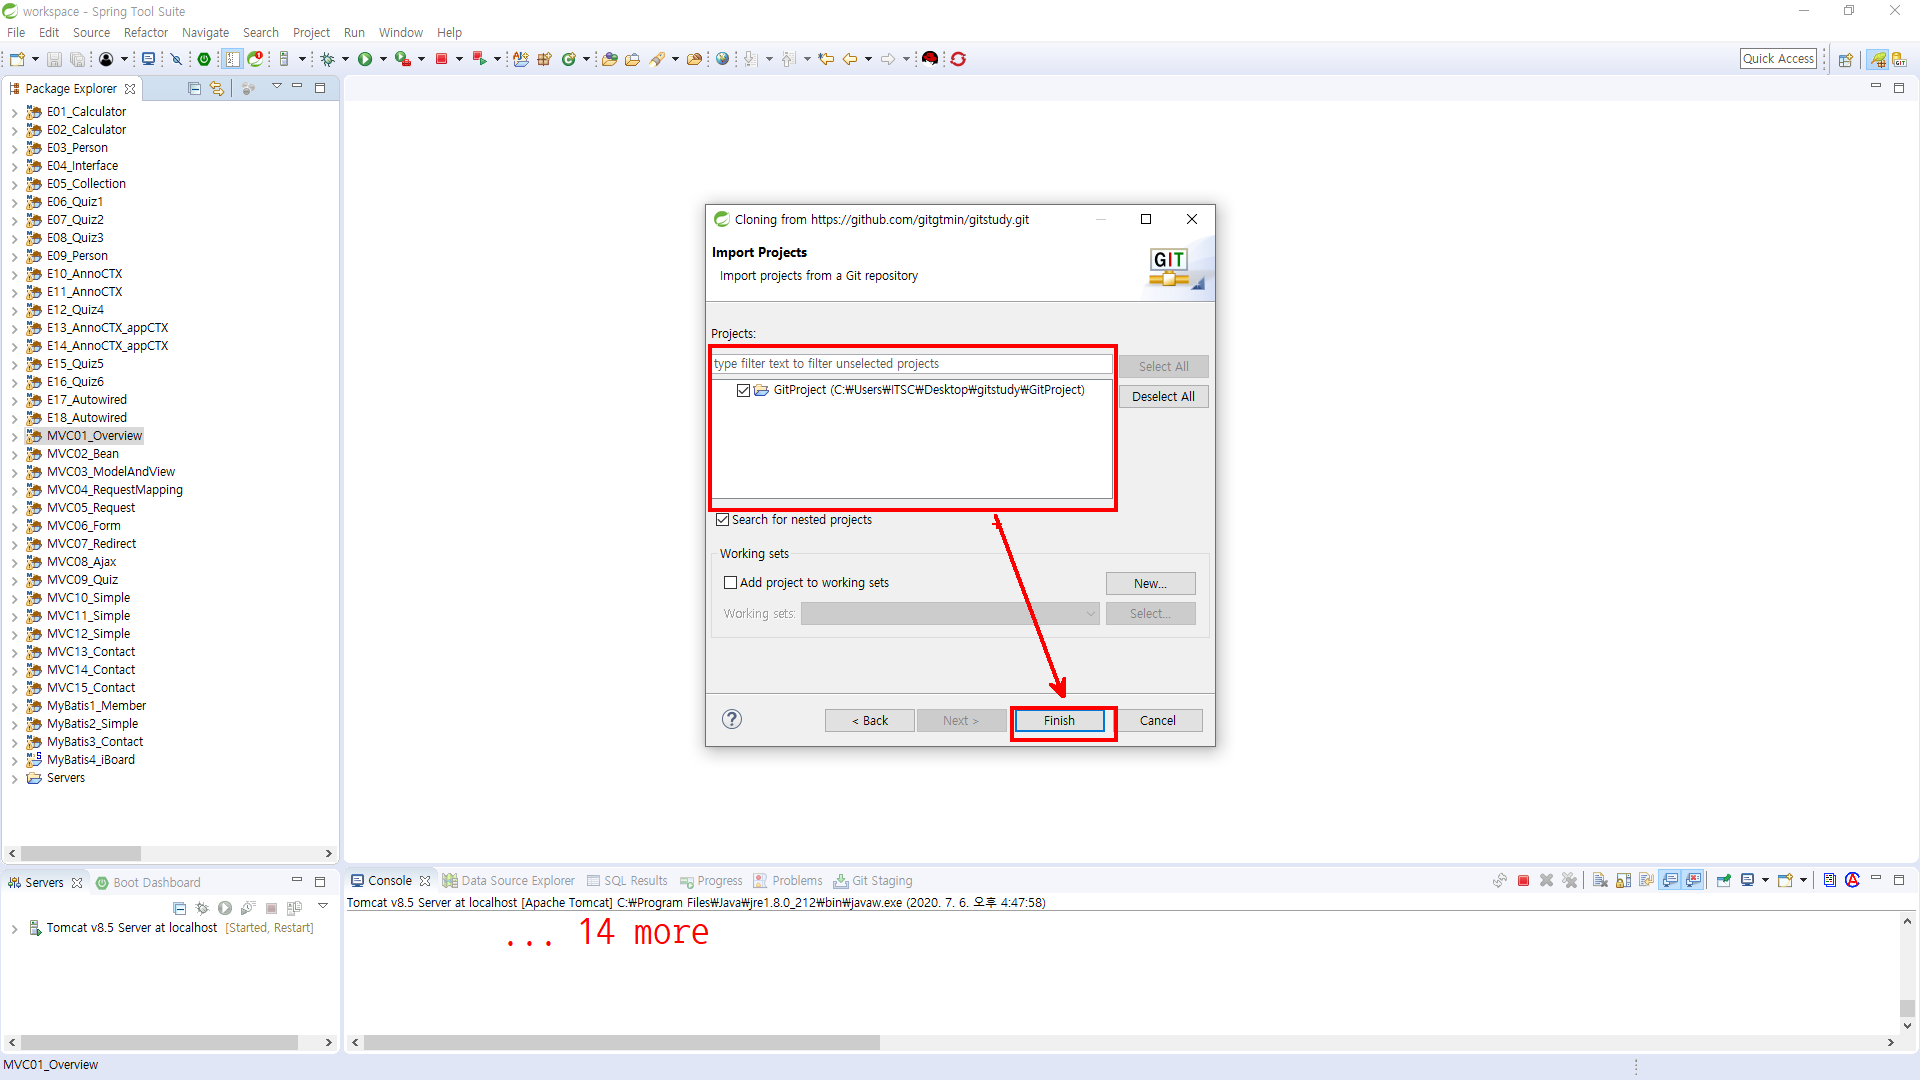 workspace - Spring Tool Suite
File Edit Source Refactor Navigate Search Project Run Window Help
Quick Access
Package Explorer
E01_Calculator
E02_Calculator
E03_Person
E04_Interface
E05_Collection
E06_Quiz1
E07_Quiz2
E08_Quiz3
E09_Person
E10_AnnoCTX
E11_AnnoCTX
E12_Quiz4
E13_AnnoCTX_appCTX
E14_AnnoCTX_appCTX
E15_Quiz5
E16_Quiz6
E17_Autowired
E18_Autowired
MVC01_Overview
MVC02_Bean
MVC03_ModelAndView
MVC04_RequestMapping
MVC05_Request
MVC06_Form
MVC07_Redirect
MVC08_Ajax
MVC09_Quiz
MVC10_Simple
MVC11_Simple
MVC12_Simple
MVC13_Contact
MVC14_Contact
MVC15_Contact
MyBatis1_Member
MyBatis2_Simple
MyBatis3_Contact
MyBatis4_iBoard
Servers
Cloning from https://github.com/gitgtmin/gitstudy.git
Import Projects
Import projects from a Git repository
GIT
Projects:
type filter text to filter unselected projects
Select All
GitProject (C:₩Users₩ITSC₩Desktop₩gitstudy₩GitProject)
Deselect All
Search for nested projects
Working sets
Add project to working sets
New...
Working sets:
Select...
< Back
Next >
Finish
Cancel
Servers
Boot Dashboard
Tomcat v8.5 Server at localhost [Started, Restart]
Console
Data Source Explorer
SQL Results
Progress
Problems
Git Staging
Tomcat v8.5 Server at localhost [Apache Tomcat] C:₩Program Files₩Java₩jre1.8.0_212₩bin₩javaw.exe (2020. 7. 6. 오후 4:47:58)
... 14 more
MVC01_Overview